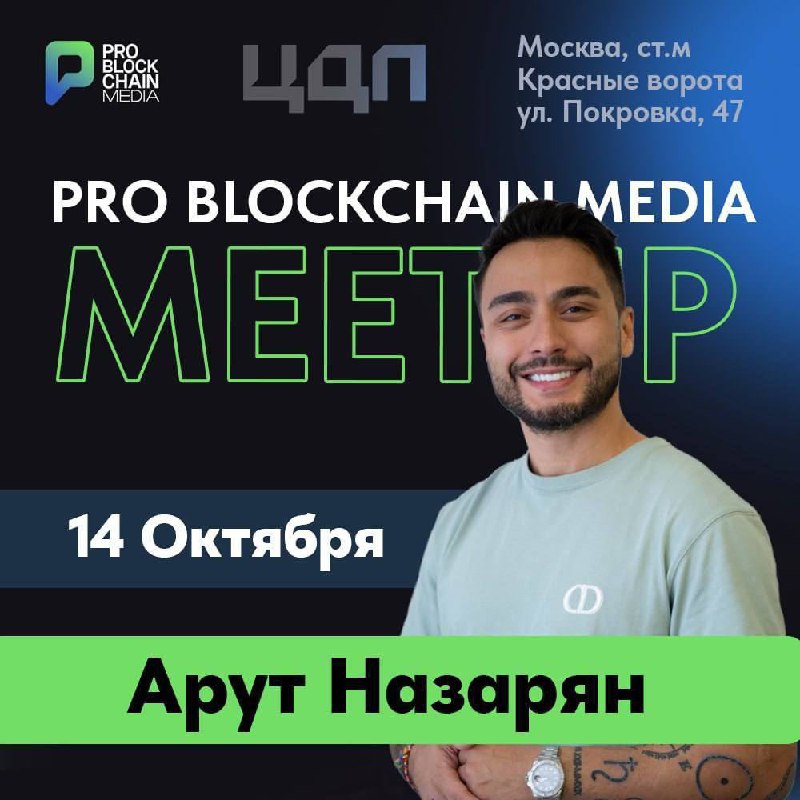 PRO
BLOCK
CHAIN
MEDIA
ЦДП
Москва, ст.м
Красные ворота
ул. Покровка, 47
PRO BLOCKCHAIN MEDIA
MEETUP
14 Октября
Арут Назарян